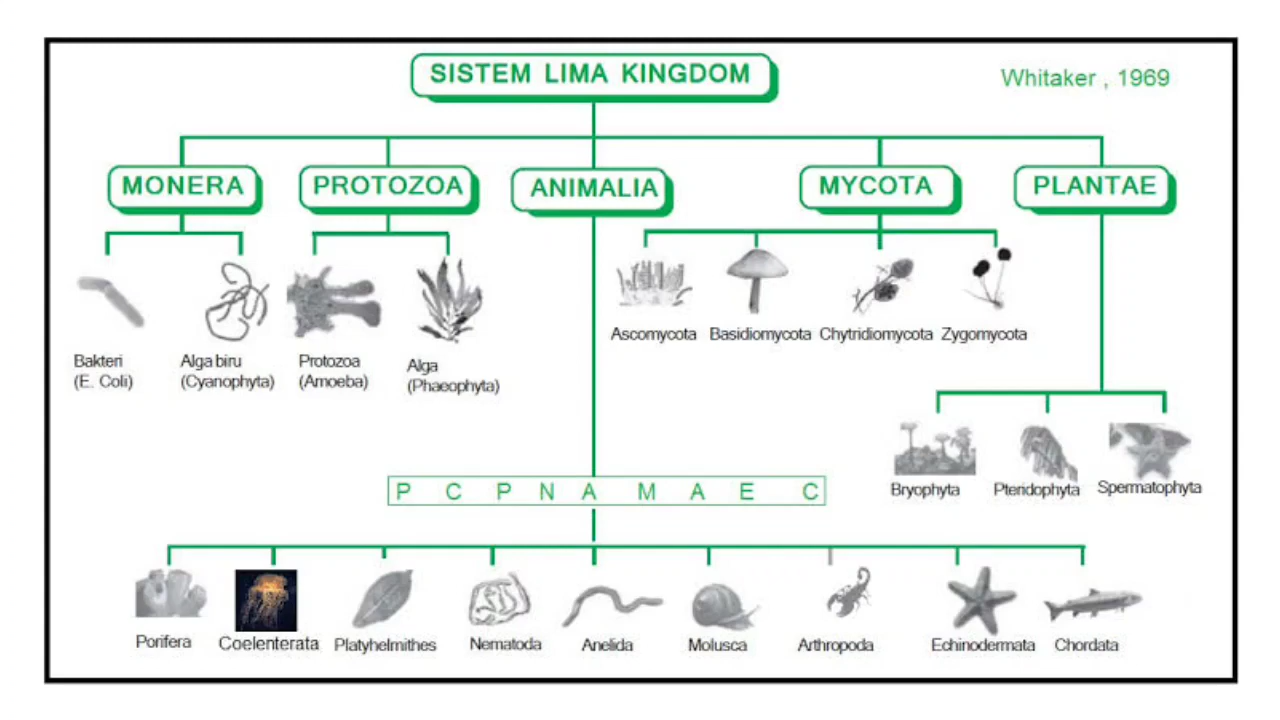 SISTEM LIMA KINGDOM
Whitaker , 1969
MONERA
PROTOZOA
ANIMALIA
MYCOTA
PLANTAE
Bakteri
(E. Coli)
Alga biru
(Cyanophyta)
Protozoa
(Amoeba)
Alga
(Phaeophyta)
Ascomycota
Basidiomycota
Chytridiomycota
Zygomycota
Bryophyta
Pteridophyta
Spermatophyta
P C P N A M A E C
Porifera
Coelenterata
Platyhelmithes
Nematoda
Anelida
Molusca
Arthropoda
Echinodermata
Chordata